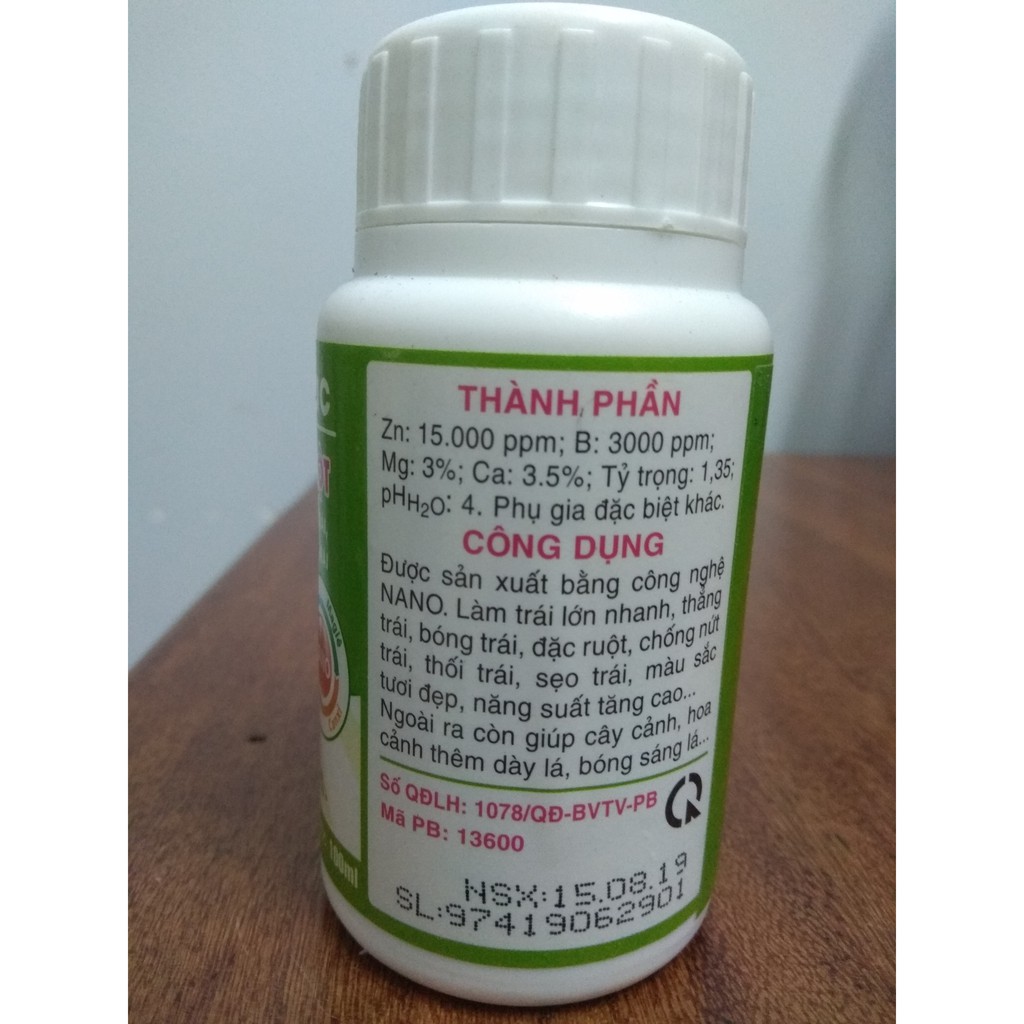 THÀNH PHẦN
Zn: 15.000 ppm; B: 3000 ppm;
Mg: 3%; Ca: 3.5%; Tỷ trọng: 1,35;
pHH₂O: 4. Phụ gia đặc biệt khác.
CÔNG DỤNG
Được sản xuất bằng công nghệ
NANO. Làm trái lớn nhanh, thẳng
trái, bóng trái, đặc ruột, chống nứt
trái, thối trái, sẹo trái, màu sắc
tươi đẹp, năng suất tăng cao...
Ngoài ra còn giúp cây cảnh, hoa
cảnh thêm dày lá, bóng sáng lá...
Số QĐLH: 1078/QĐ-BVTV-PB
Mã PB: 13600
NSX:15.08.19
SL:97419062901
100ml